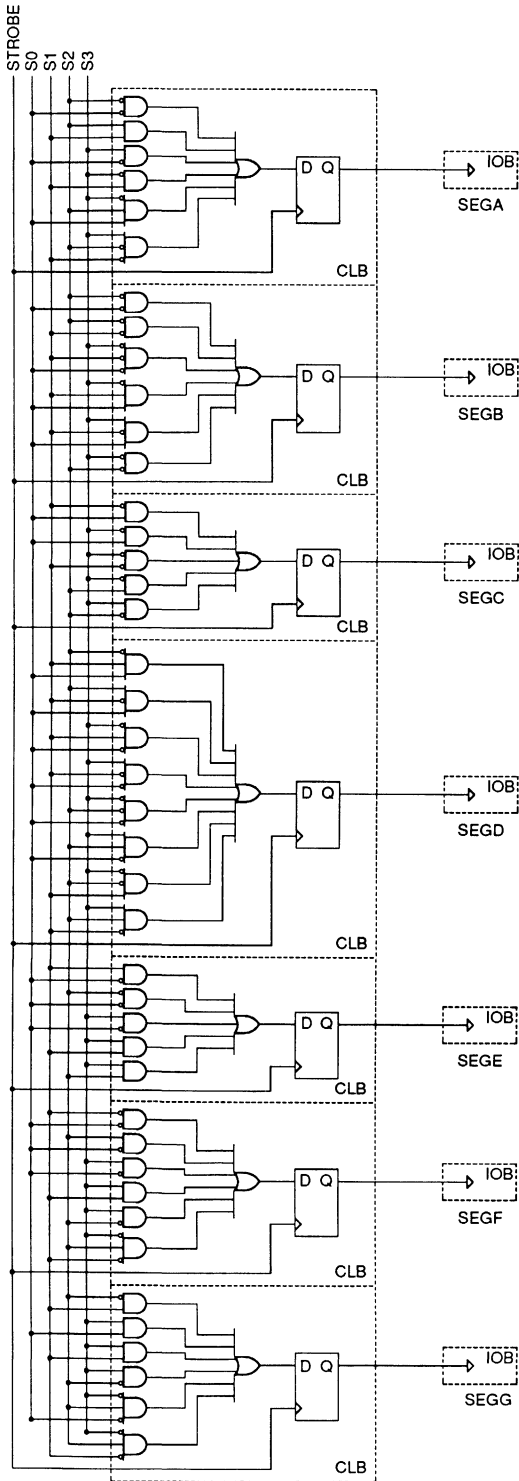 STROBE
S0
S1
S2
S3
D Q
CLB
IOB
SEGA
D Q
CLB
IOB
SEGB
D Q
CLB
IOB
SEGC
D Q
CLB
IOB
SEGD
D Q
CLB
IOB
SEGE
D Q
CLB
IOB
SEGF
D Q
CLB
IOB
SEGG